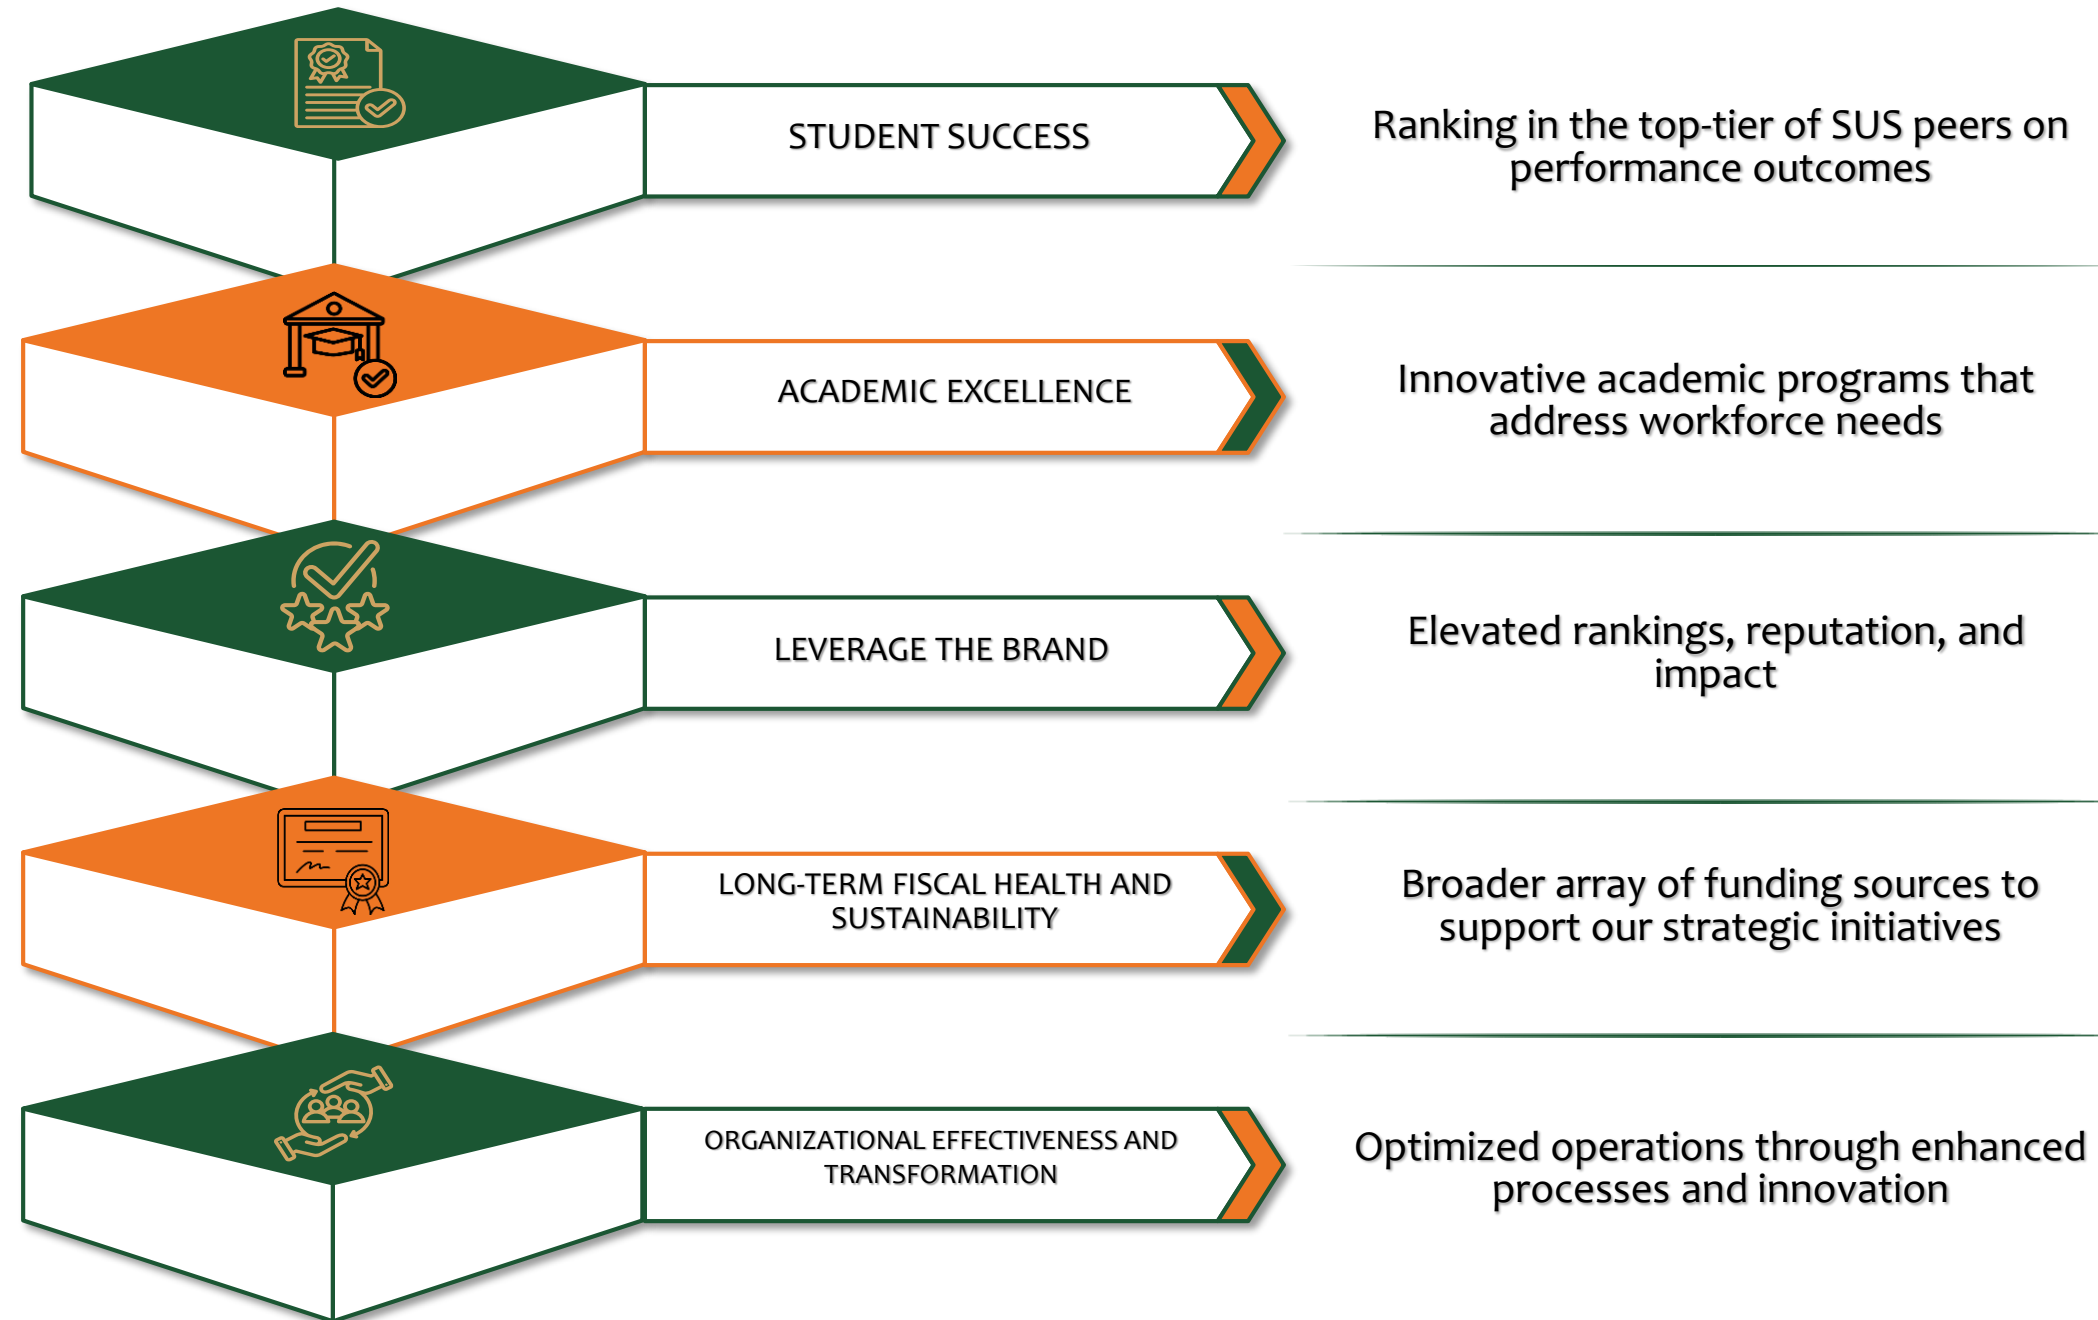 STUDENT SUCCESS
Ranking in the top-tier of SUS peers on
performance outcomes
ACADEMIC EXCELLENCE
Innovative academic programs that
address workforce needs
LEVERAGE THE BRAND
Elevated rankings, reputation, and
impact
LONG-TERM FISCAL HEALTH AND
SUSTAINABILITY
Broader array of funding sources to
support our strategic initiatives
ORGANIZATIONAL EFFECTIVENESS AND
TRANSFORMATION
Optimized operations through enhanced
processes and innovation